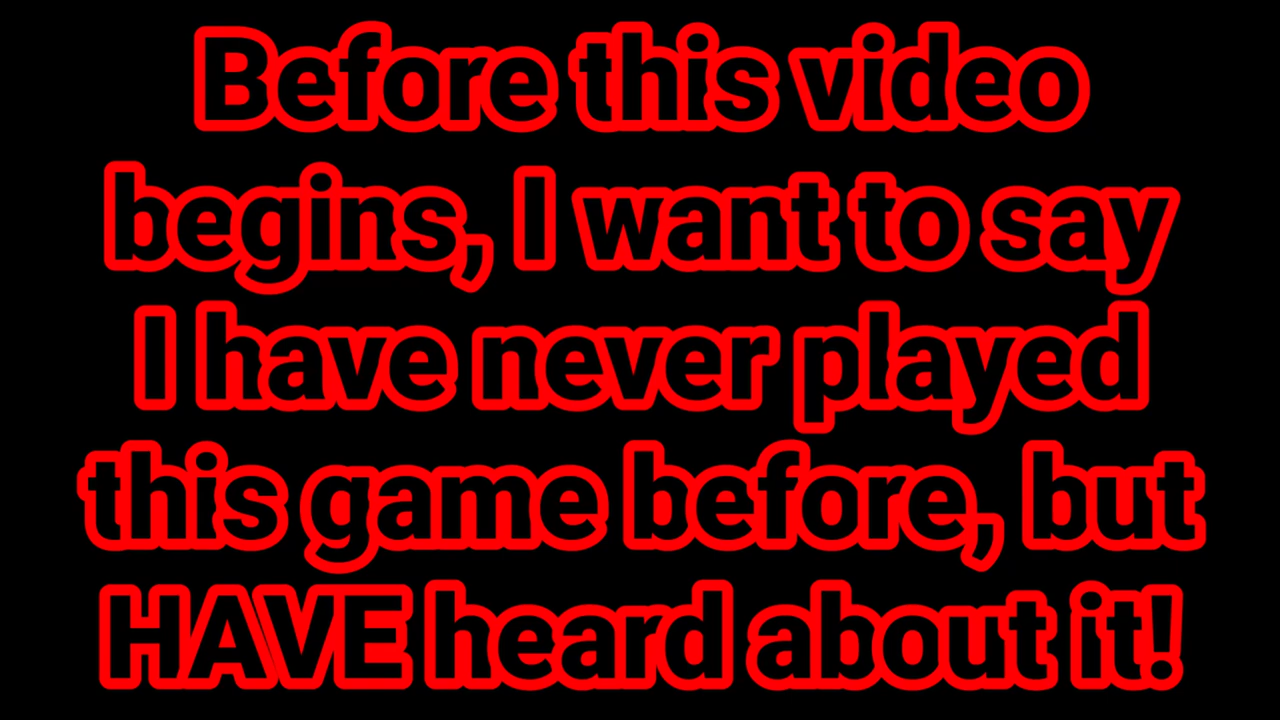 Before this video
begins, I want to say
I have never played
this game before, but
HAVE heard about it!